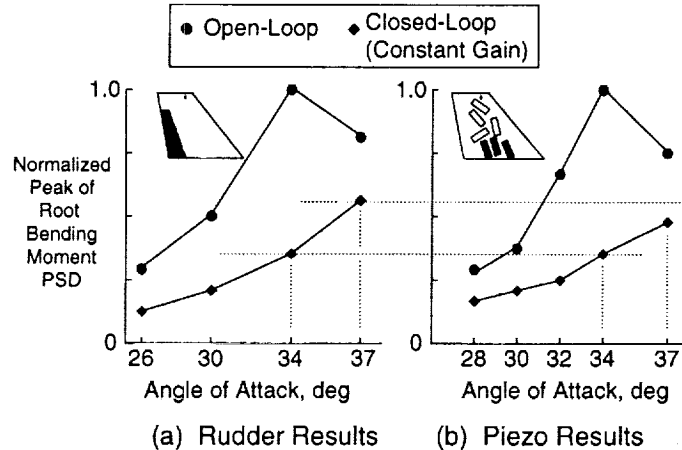 Open-Loop
Closed-Loop
(Constant Gain)
1.0
Normalized
Peak of
Root
Bending
Moment
PSD
0
26 30 34 37
Angle of Attack, deg
(a) Rudder Results
1.0
0
28 30 32 34 37
Angle of Attack, deg
(b) Piezo Results